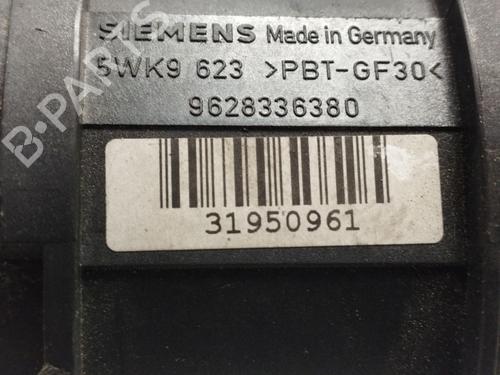 SIEMENS Made in Germany
5WK9 623 >PBT-GF30<
9628336380
31950961
B-PARTS